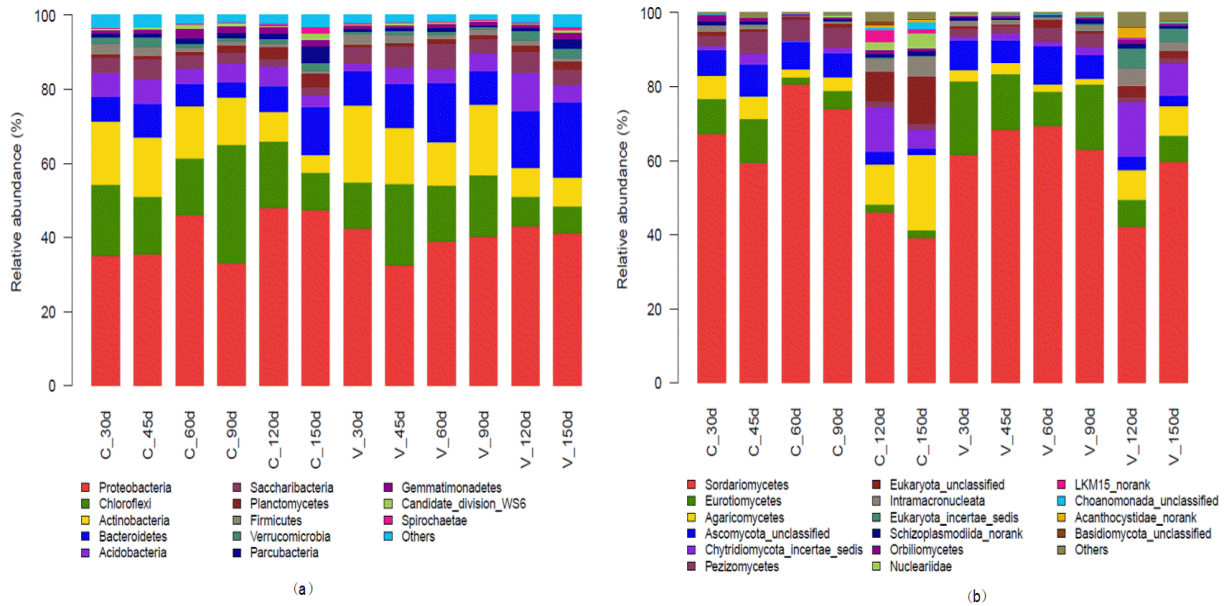 100
80
60
40
20
0
Relative abundance (%)
C_30d
C_45d
C_60d
C_90d
C_120d
C_150d
V_30d
V_45d
V_60d
V_90d
V_120d
V_150d
Proteobacteria
Chloroflexi
Actinobacteria
Bacteroidetes
Acidobacteria
Saccharibacteria
Planctomycetes
Firmicutes
Verrucomicrobia
Parcubacteria
Gemmatimonadetes
Candidate_division_WS6
Spirochaetae
Others
(a)
100
80
60
40
20
0
Relative abundance (%)
C_30d
C_45d
C_60d
C_90d
C_120d
C_150d
V_30d
V_45d
V_60d
V_90d
V_120d
V_150d
Sordariomycetes
Eurotiomycetes
Agaricomycetes
Ascomycota_unclassified
Chytridiomycota_incertae_sedis
Pezizomycetes
Eukaryota_unclassified
Intramacronucleata
Eukaryota_incertae_sedis
Schizoplasmodiida_norank
Orbiliomycetes
Nucleariidae
LKM15_norank
Choanomonada_unclassified
Acanthocystidae_norank
Basidiomycota_unclassified
Others
(b)